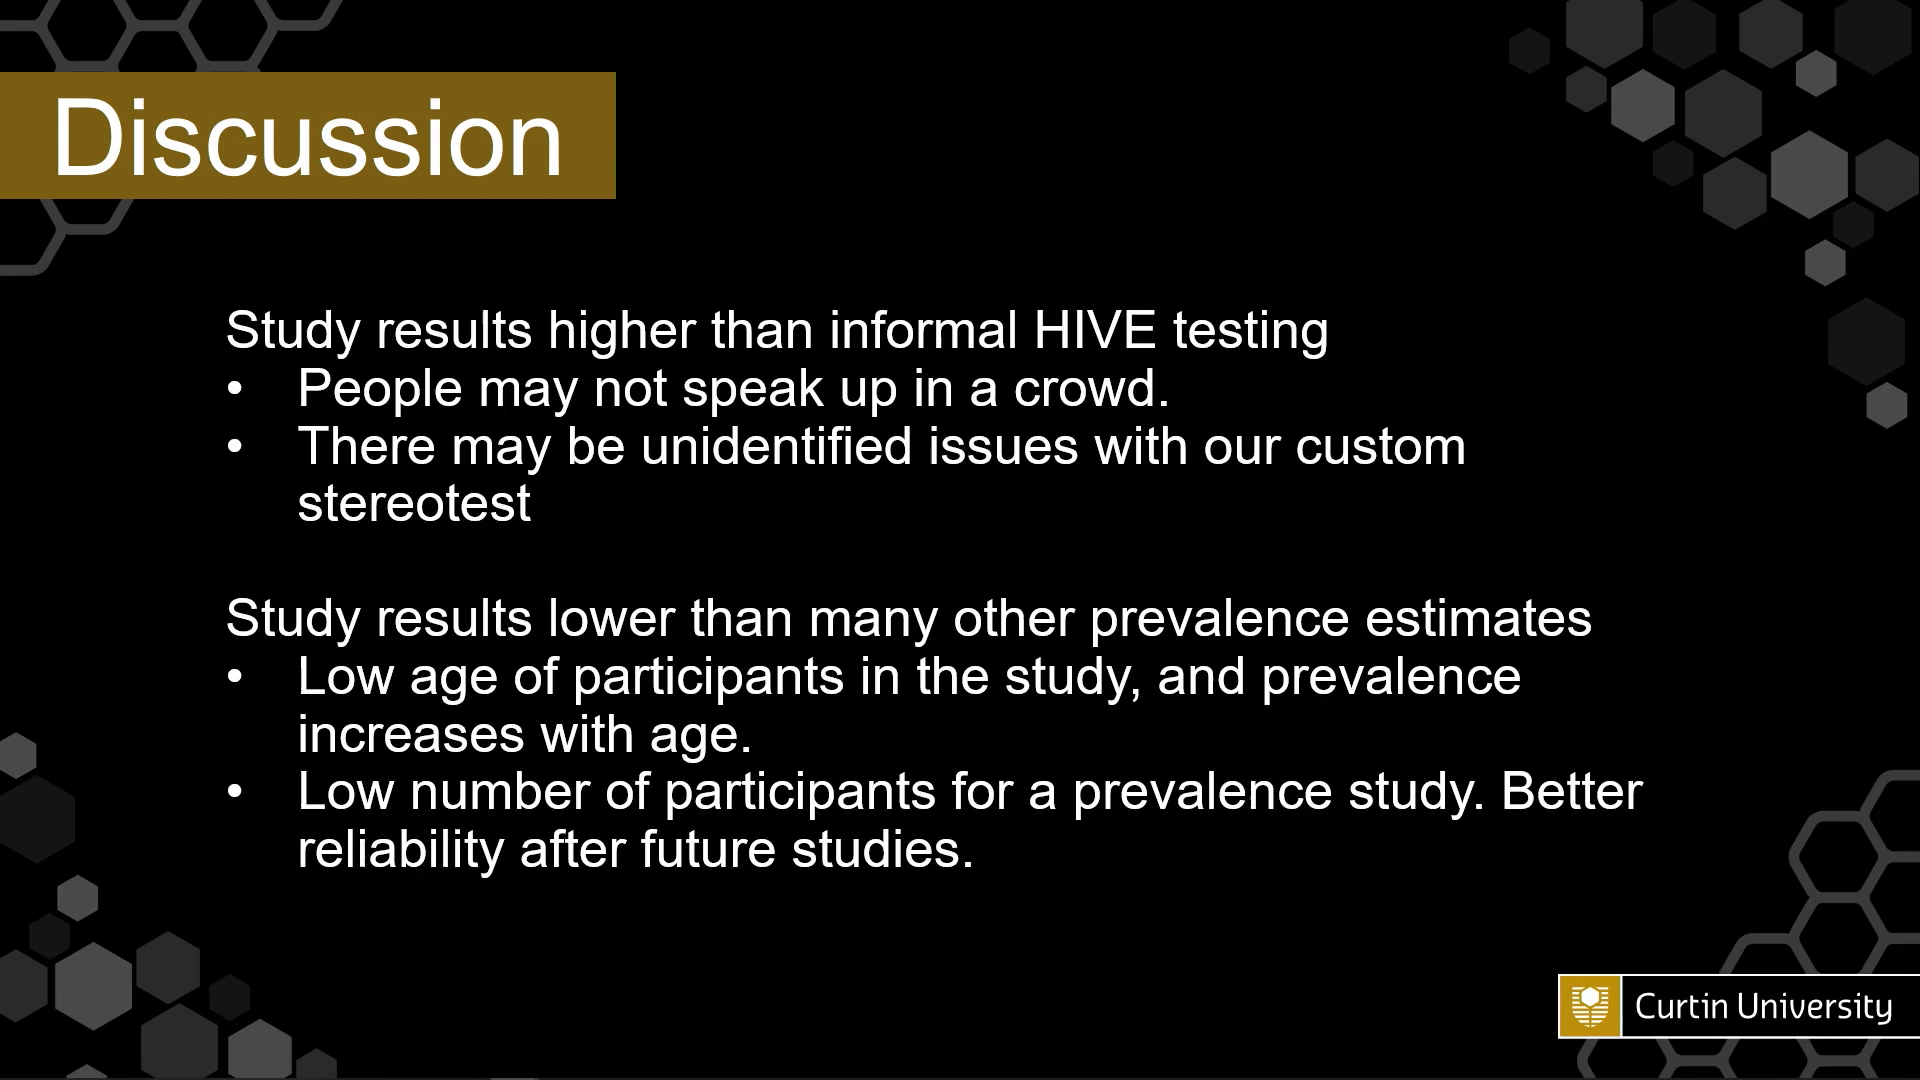 Discussion
Study results higher than informal HIVE testing
• People may not speak up in a crowd.
• There may be unidentified issues with our custom
stereotest
Study results lower than many other prevalence estimates
• Low age of participants in the study, and prevalence
increases with age.
• Low number of participants for a prevalence study. Better
reliability after future studies.
Curtin University